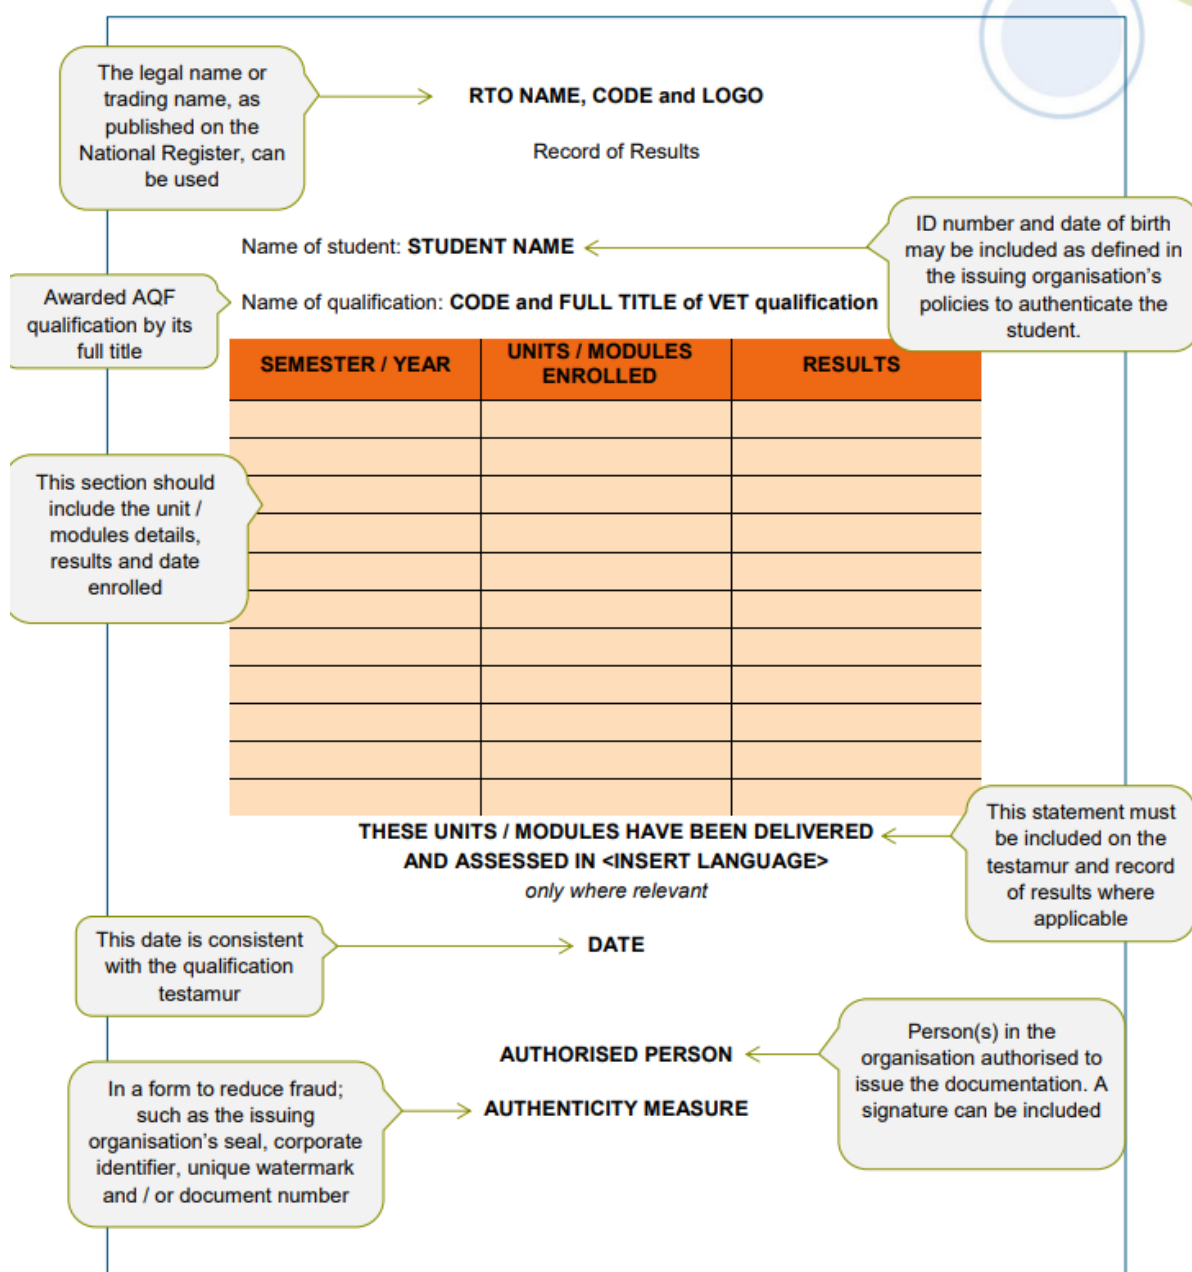 The legal name or
trading name, as
published on the
National Register, can
be used
RTO NAME, CODE and LOGO
Record of Results
ID number and date of birth
may be included as defined in
the issuing organisation's
policies to authenticate the
student.
Name of student: STUDENT NAME
Awarded AQF
qualification by its
full title
Name of qualification: CODE and FULL TITLE of VET qualification
SEMESTER / YEAR
UNITS / MODULES
ENROLLED
RESULTS
This section should
include the unit /
modules details,
results and date
enrolled
THESE UNITS / MODULES HAVE BEEN DELIVERED
AND ASSESSED IN <INSERT LANGUAGE>
only where relevant
This statement must
be included on the
testamur and record
of results where
applicable
This date is consistent
with the qualification
testamur
DATE
AUTHORISED PERSON
Person(s) in the
organisation authorised to
issue the documentation. A
signature can be included
In a form to reduce fraud;
such as the issuing
organisation's seal, corporate
identifier, unique watermark
and / or document number
AUTHENTICITY MEASURE